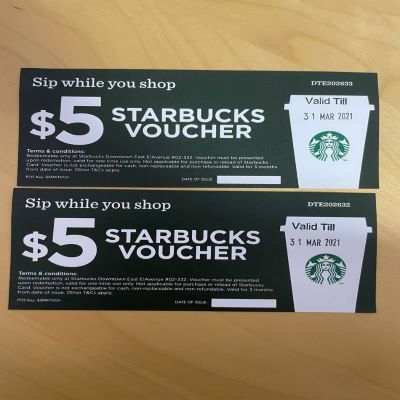 Sip while you shop
DTE202633
$5 STARBUCKS
VOUCHER
Valid Till
31 MAR 2021
Terms & conditions:
Redeemable only at Starbucks Downtown East E!Avenue #02-332. Voucher must be presented
upon redemption, valid for one-time use only. Not applicable for purchase or reload of Starbucks
Card. Voucher is not exchangeable for cash, non-replaceable and non-refundable. Valid for 3 months
from date of issue. Other T&Cs apply.
POS Key: $5MKTVCH
DATE OF ISSUE:
Sip while you shop
DTE202632
$5 STARBUCKS
VOUCHER
Valid Till
31 MAR 2021
Terms & conditions:
Redeemable only at Starbucks Downtown East E!Avenue #02-332. Voucher must be presented
upon redemption, valid for one-time use only. Not applicable for purchase or reload of Starbucks
Card. Voucher is not exchangeable for cash, non-replaceable and non-refundable. Valid for 3 months
from date of issue. Other T&Cs apply.
POS Key: $5MKTVCH
DATE OF ISSUE: